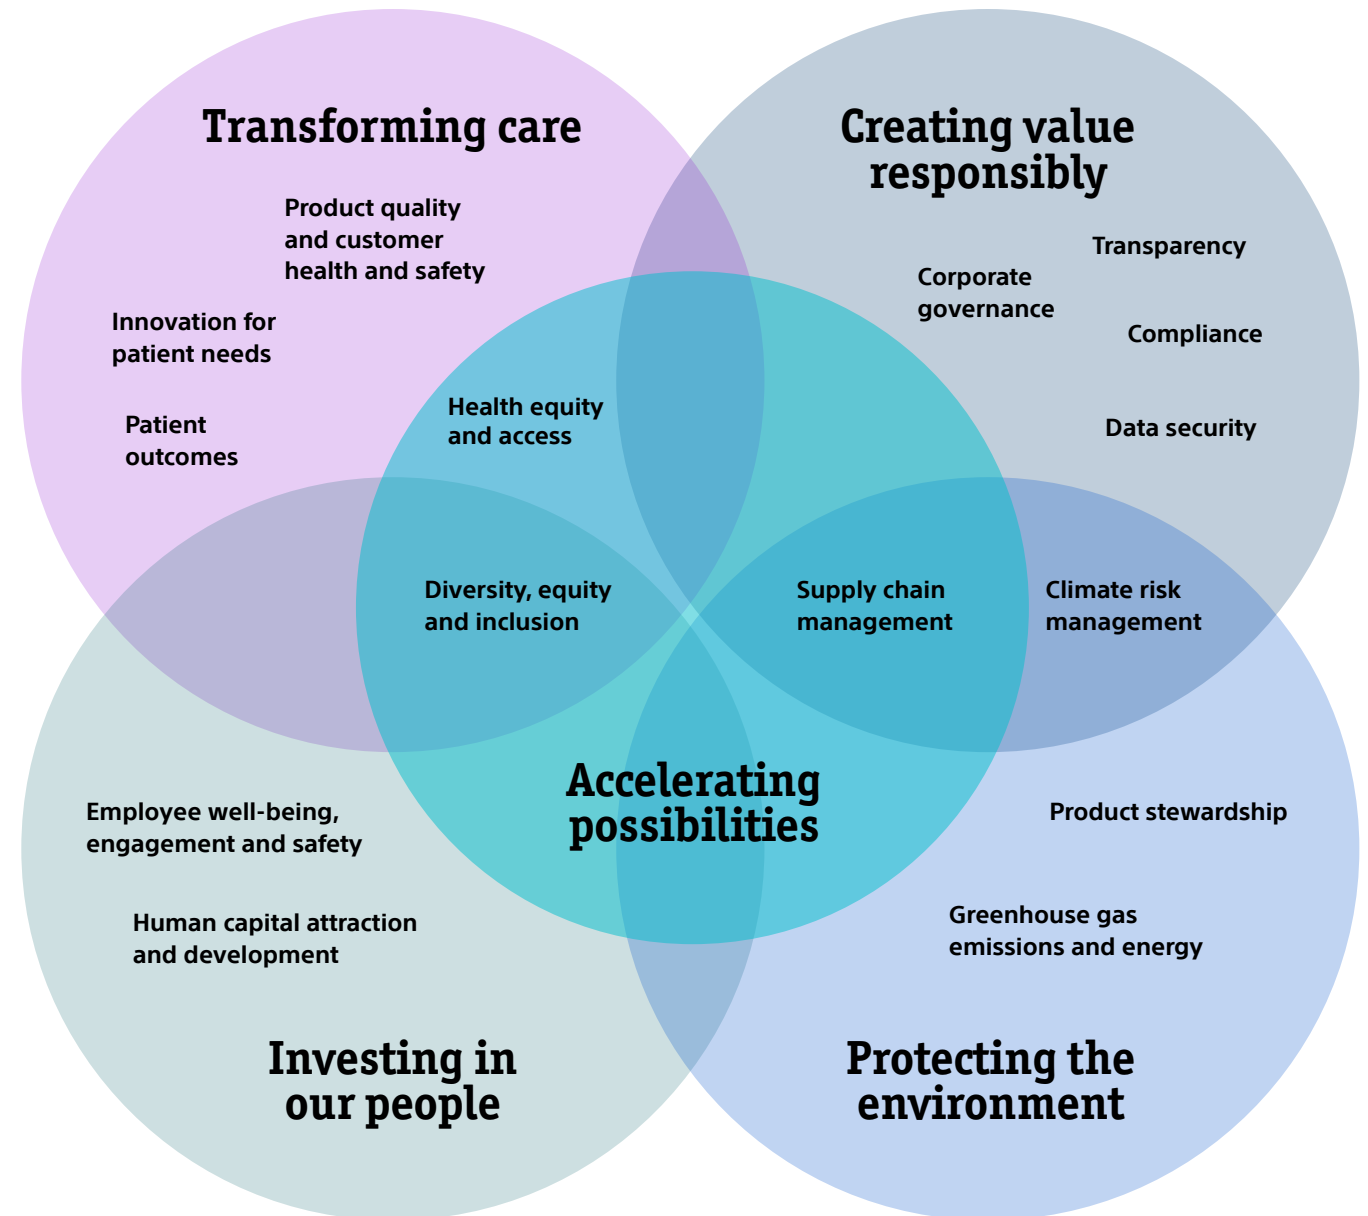 Transforming care
Product quality
and customer
health and safety
Innovation for
patient needs
Patient
outcomes
Creating value
responsibly
Transparency
Corporate
governance
Compliance
Data security
Health equity
and access
Diversity, equity
and inclusion
Supply chain
management
Climate risk
management
Accelerating
possibilities
Employee well-being,
engagement and safety
Human capital attraction
and development
Investing in
our people
Product stewardship
Greenhouse gas
emissions and energy
Protecting the
environment